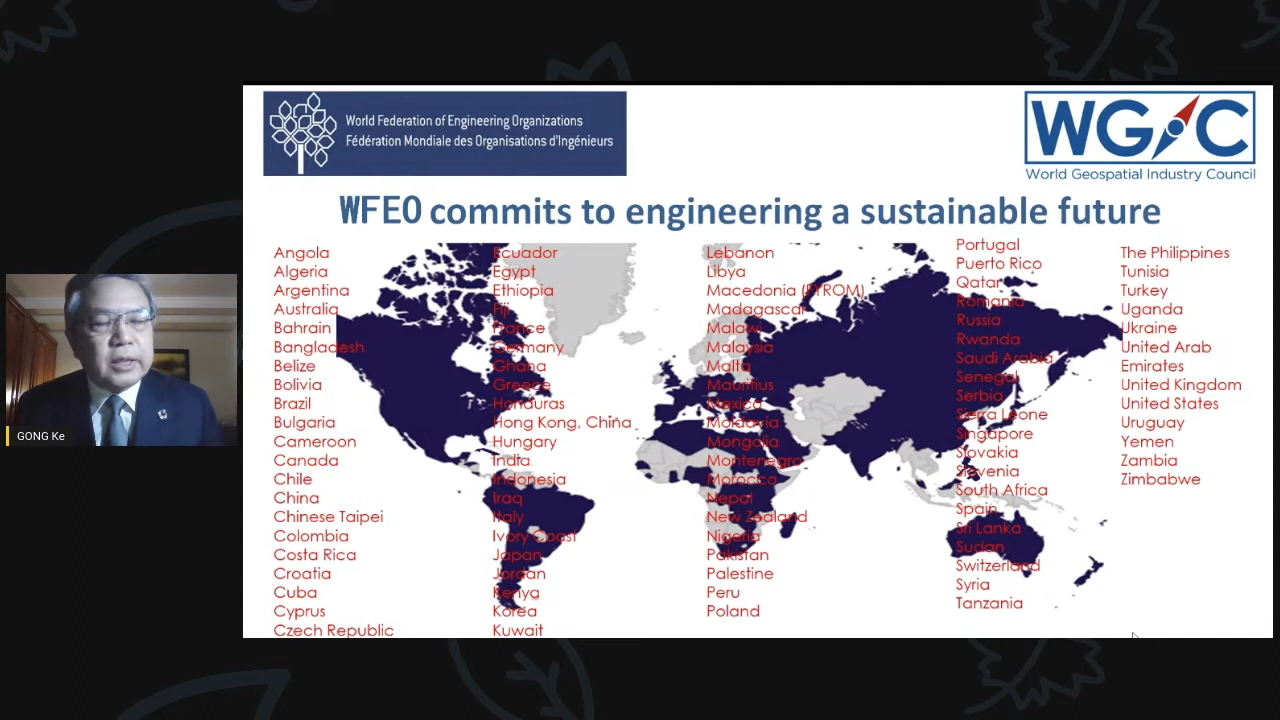 World Federation of Engineering Organizations
Fédération Mondiale des Organisations d'Ingénieurs
WGIC
World Geospatial Industry Council
WFEO commits to engineering a sustainable future
Angola
Algeria
Argentina
Australia
Bahrain
Bangladesh
Belize
Bolivia
Brazil
Bulgaria
Cameroon
Canada
Chile
China
Chinese Taipei
Colombia
Costa Rica
Croatia
Cuba
Cyprus
Czech Republic
Ecuador
Egypt
Ethiopia
Fiji
France
Germany
Ghana
Greece
Honduras
Hong Kong, China
Hungary
India
Indonesia
Iraq
Italy
Ivory Coast
Japan
Jordan
Kenya
Korea
Kuwait
Lebanon
Libya
Macedonia (FYROM)
Madagascar
Malawi
Malaysia
Malta
Mauritius
Mexico
Moldavia
Mongolia
Montenegro
Morocco
Nepal
New Zealand
Nigeria
Pakistan
Palestine
Peru
Poland
Portugal
Puerto Rico
Qatar
Romania
Russia
Rwanda
Saudi Arabia
Senegal
Serbia
Sierra Leone
Singapore
Slovakia
Slovenia
South Africa
Spain
Sri Lanka
Sudan
Switzerland
Syria
Tanzania
The Philippines
Tunisia
Turkey
Uganda
Ukraine
United Arab
Emirates
United Kingdom
United States
Uruguay
Yemen
Zambia
Zimbabwe
GONG Ke